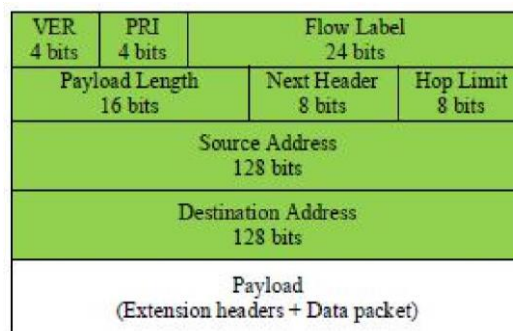 VER PRI Flow Label
4 bits 4 bits 24 bits
Payload Length Next Header Hop Limit
16 bits 8 bits 8 bits
Source Address
128 bits
Destination Address
128 bits
Payload
(Extension headers + Data packet)